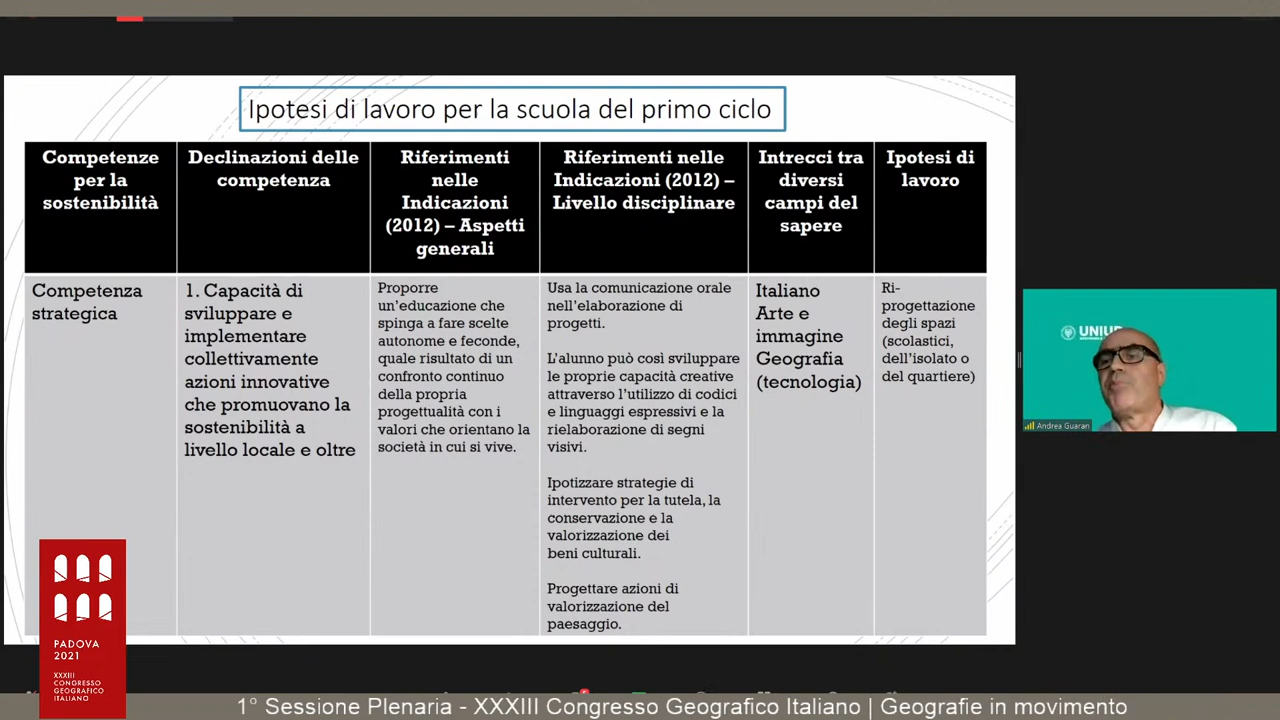 Ipotesi di lavoro per la scuola del primo ciclo
Competenze
per la
sostenibilità
Declinazioni delle
competenza
Riferimenti
nelle
Indicazioni
(2012) – Aspetti
generali
Riferimenti nelle
Indicazioni (2012) –
Livello disciplinare
Intrecci tra
diversi
campi del
sapere
Ipotesi di
lavoro
Competenza
strategica
1. Capacità di
sviluppare e
implementare
collettivamente
azioni innovative
che promuovano la
sostenibilità a
livello locale e oltre
Proporre
un’educazione che
spinga a fare scelte
autonome e feconde,
quale risultato di un
confronto continuo
della propria
progettualità con i
valori che orientano la
società in cui si vive.
Usa la comunicazione orale
nell’elaborazione di
progetti.
L’alunno può così sviluppare
le proprie capacità creative
attraverso l’utilizzo di codici
e linguaggi espressivi e la
rielaborazione di segni
visivi.
Ipotizzare strategie di
intervento per la tutela, la
conservazione e la
valorizzazione dei
beni culturali.
Progettare azioni di
valorizzazione del
paesaggio.
Italiano
Arte e
immagine
Geografia
(tecnologia)
Ri-
progettazione
degli spazi
(scolastici,
dell’isolato o
del quartiere)
Andrea Guaran
PADOVA
2021
XXXIII
CONGRESSO
GEOGRAFICO
ITALIANO
1° Sessione Plenaria - XXXIII Congresso Geografico Italiano | Geografie in movimento